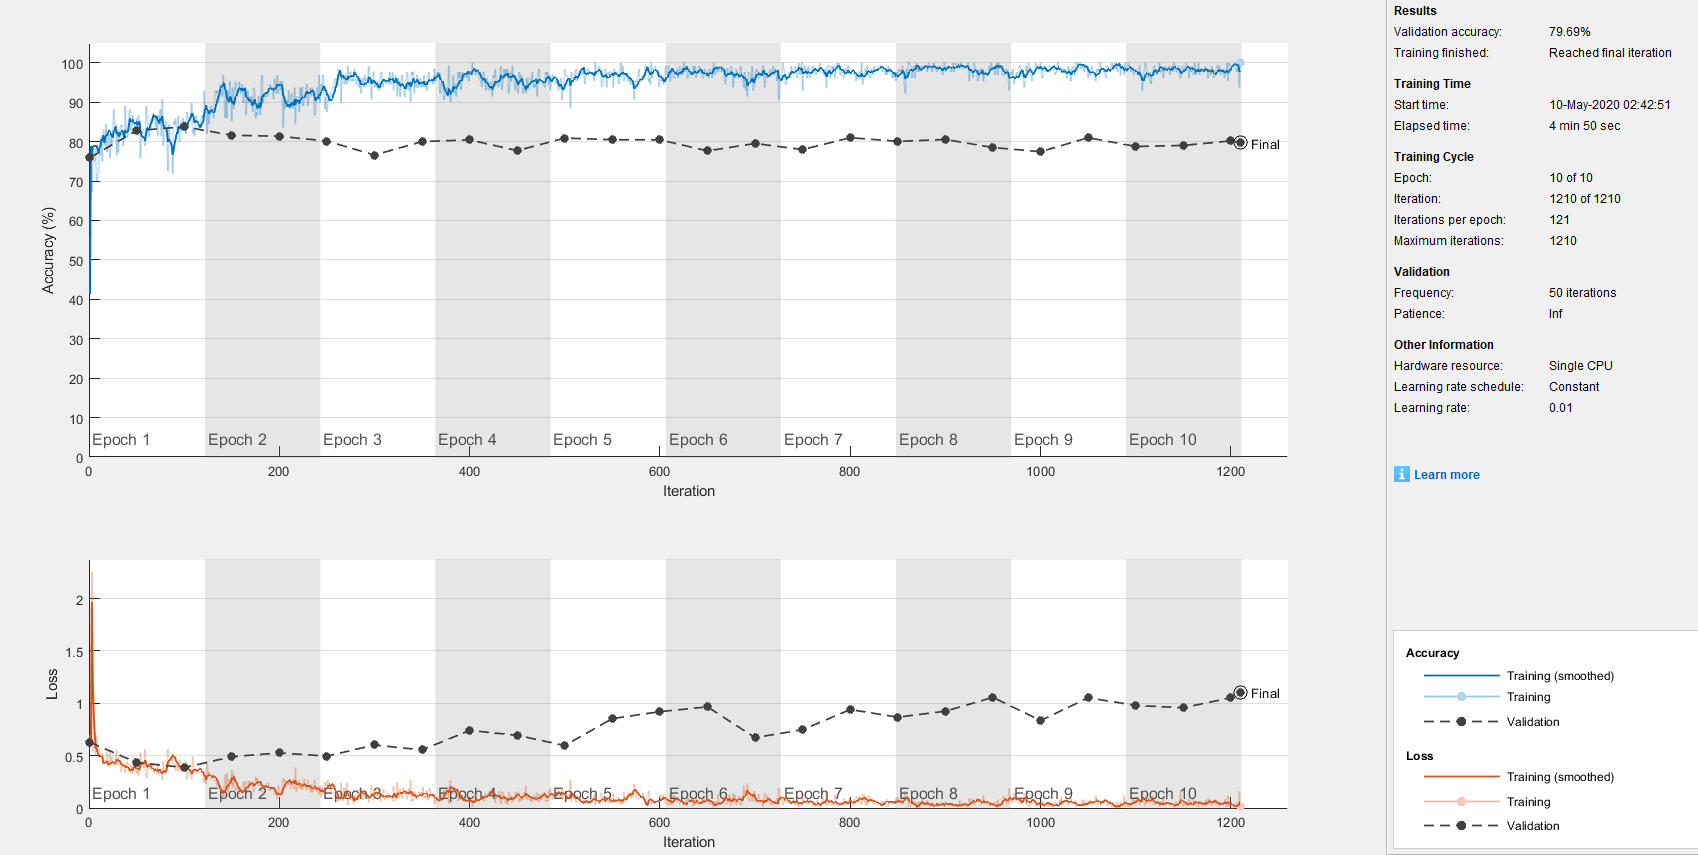 Accuracy (%)
100
90
80
70
60
50
40
30
20
10
0
Final
Epoch 1 Epoch 2 Epoch 3 Epoch 4 Epoch 5 Epoch 6 Epoch 7 Epoch 8 Epoch 9 Epoch 10
0 200 400 600 800 1000 1200
Iteration
Loss
2
1.5
1
0.5
0
Final
Epoch 1 Epoch 2 Epoch 3 Epoch 4 Epoch 5 Epoch 6 Epoch 7 Epoch 8 Epoch 9 Epoch 10
0 200 400 600 800 1000 1200
Iteration
Results
Validation accuracy: 79.69%
Training finished: Reached final iteration
Training Time
Start time: 10-May-2020 02:42:51
Elapsed time: 4 min 50 sec
Training Cycle
Epoch: 10 of 10
Iteration: 1210 of 1210
Iterations per epoch: 121
Maximum iterations: 1210
Validation
Frequency: 50 iterations
Patience: Inf
Other Information
Hardware resource: Single CPU
Learning rate schedule: Constant
Learning rate: 0.01
i Learn more
Accuracy
Training (smoothed)
Training
Validation
Loss
Training (smoothed)
Training
Validation